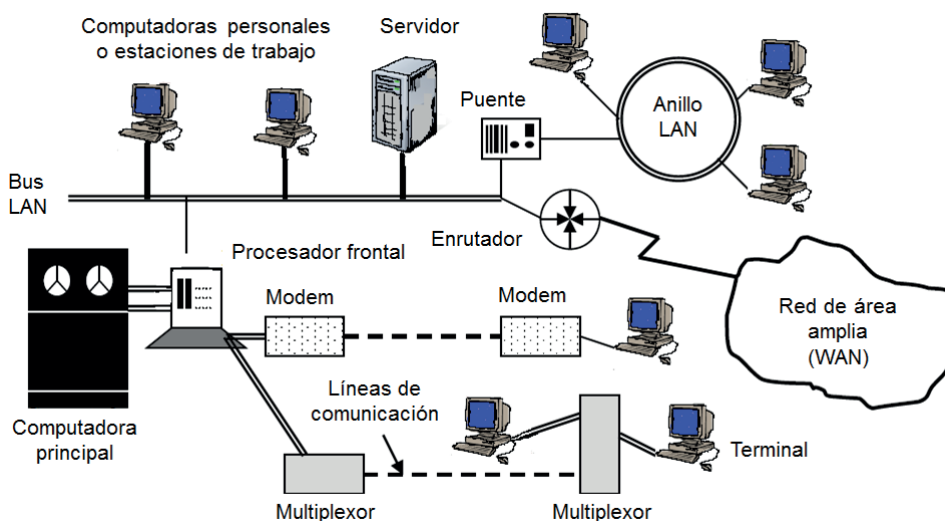 Computadoras personales
o estaciones de trabajo
Servidor
Puente
Anillo
LAN
Bus
LAN
Enrutador
Procesador frontal
Modem
Modem
Red de área
amplia
(WAN)
Líneas de
comunicación
Computadora
principal
Terminal
Multiplexor
Multiplexor